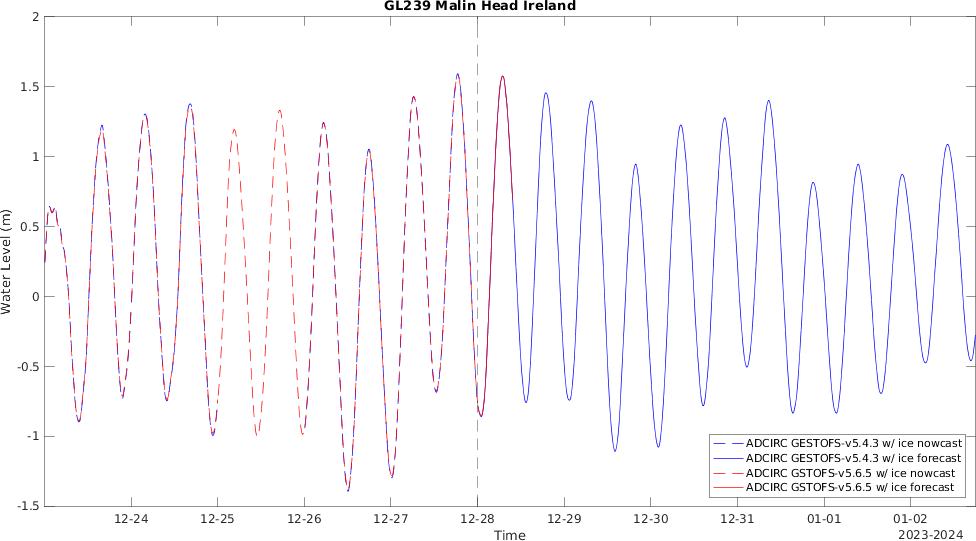 GL239 Malin Head Ireland
2
1.5
1
0.5
0
-0.5
-1
-1.5
Water Level (m)
ADCIRC GESTOFS-v5.4.3 w/ ice nowcast
ADCIRC GESTOFS-v5.4.3 w/ ice forecast
ADCIRC GSTOFS-v5.6.5 w/ ice nowcast
ADCIRC GSTOFS-v5.6.5 w/ ice forecast
12-24 12-25 12-26 12-27 12-28 12-29 12-30 12-31 01-01 01-02
Time
2023-2024